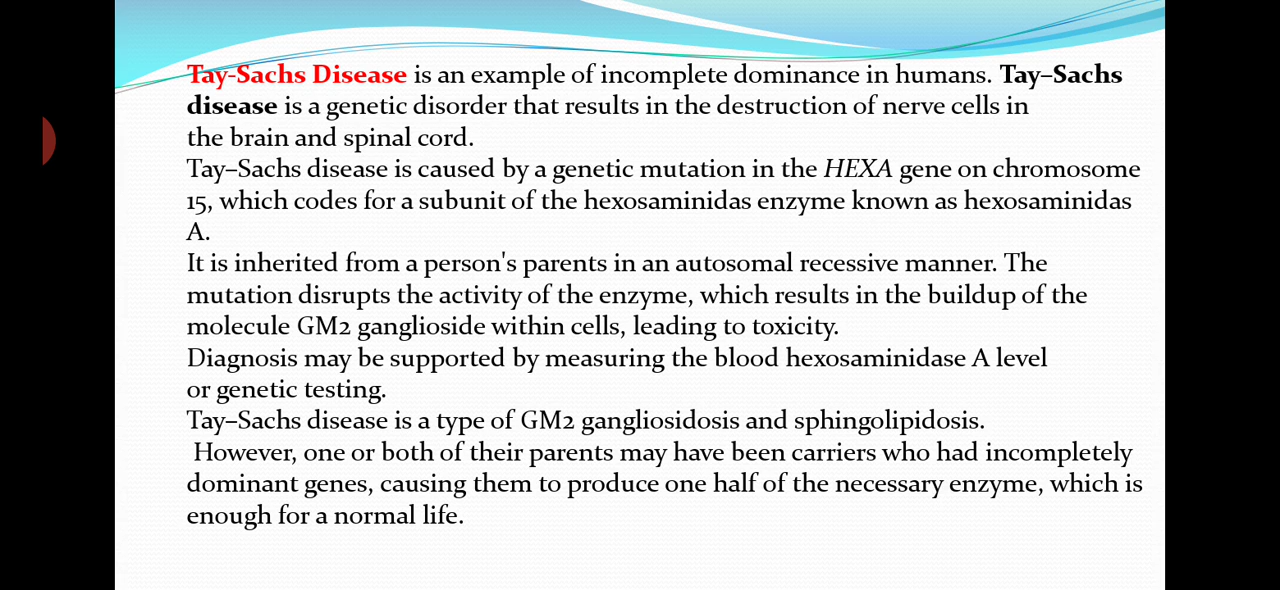 Tay-Sachs Disease is an example of incomplete dominance in humans. Tay–Sachs
disease is a genetic disorder that results in the destruction of nerve cells in
the brain and spinal cord.
Tay–Sachs disease is caused by a genetic mutation in the HEXA gene on chromosome
15, which codes for a subunit of the hexosaminidas enzyme known as hexosaminidas
A.
It is inherited from a person's parents in an autosomal recessive manner. The
mutation disrupts the activity of the enzyme, which results in the buildup of the
molecule GM2 ganglioside within cells, leading to toxicity.
Diagnosis may be supported by measuring the blood hexosaminidase A level
or genetic testing.
Tay–Sachs disease is a type of GM2 gangliosidosis and sphingolipidosis.
However, one or both of their parents may have been carriers who had incompletely
dominant genes, causing them to produce one half of the necessary enzyme, which is
enough for a normal life.